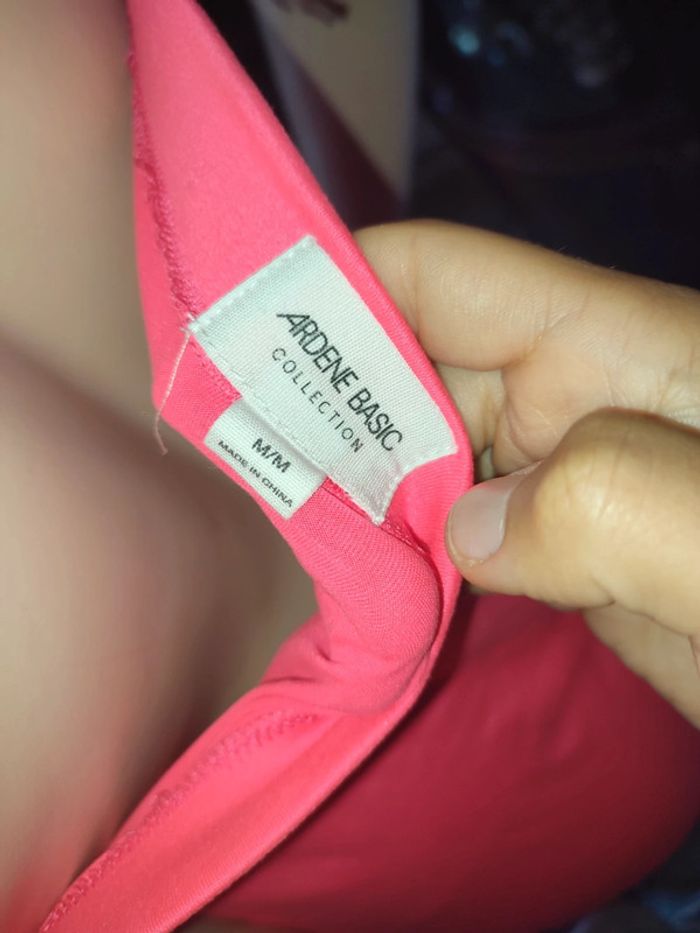 ARDENE BASIC
COLLECTION
M/M
MADE IN CHINA